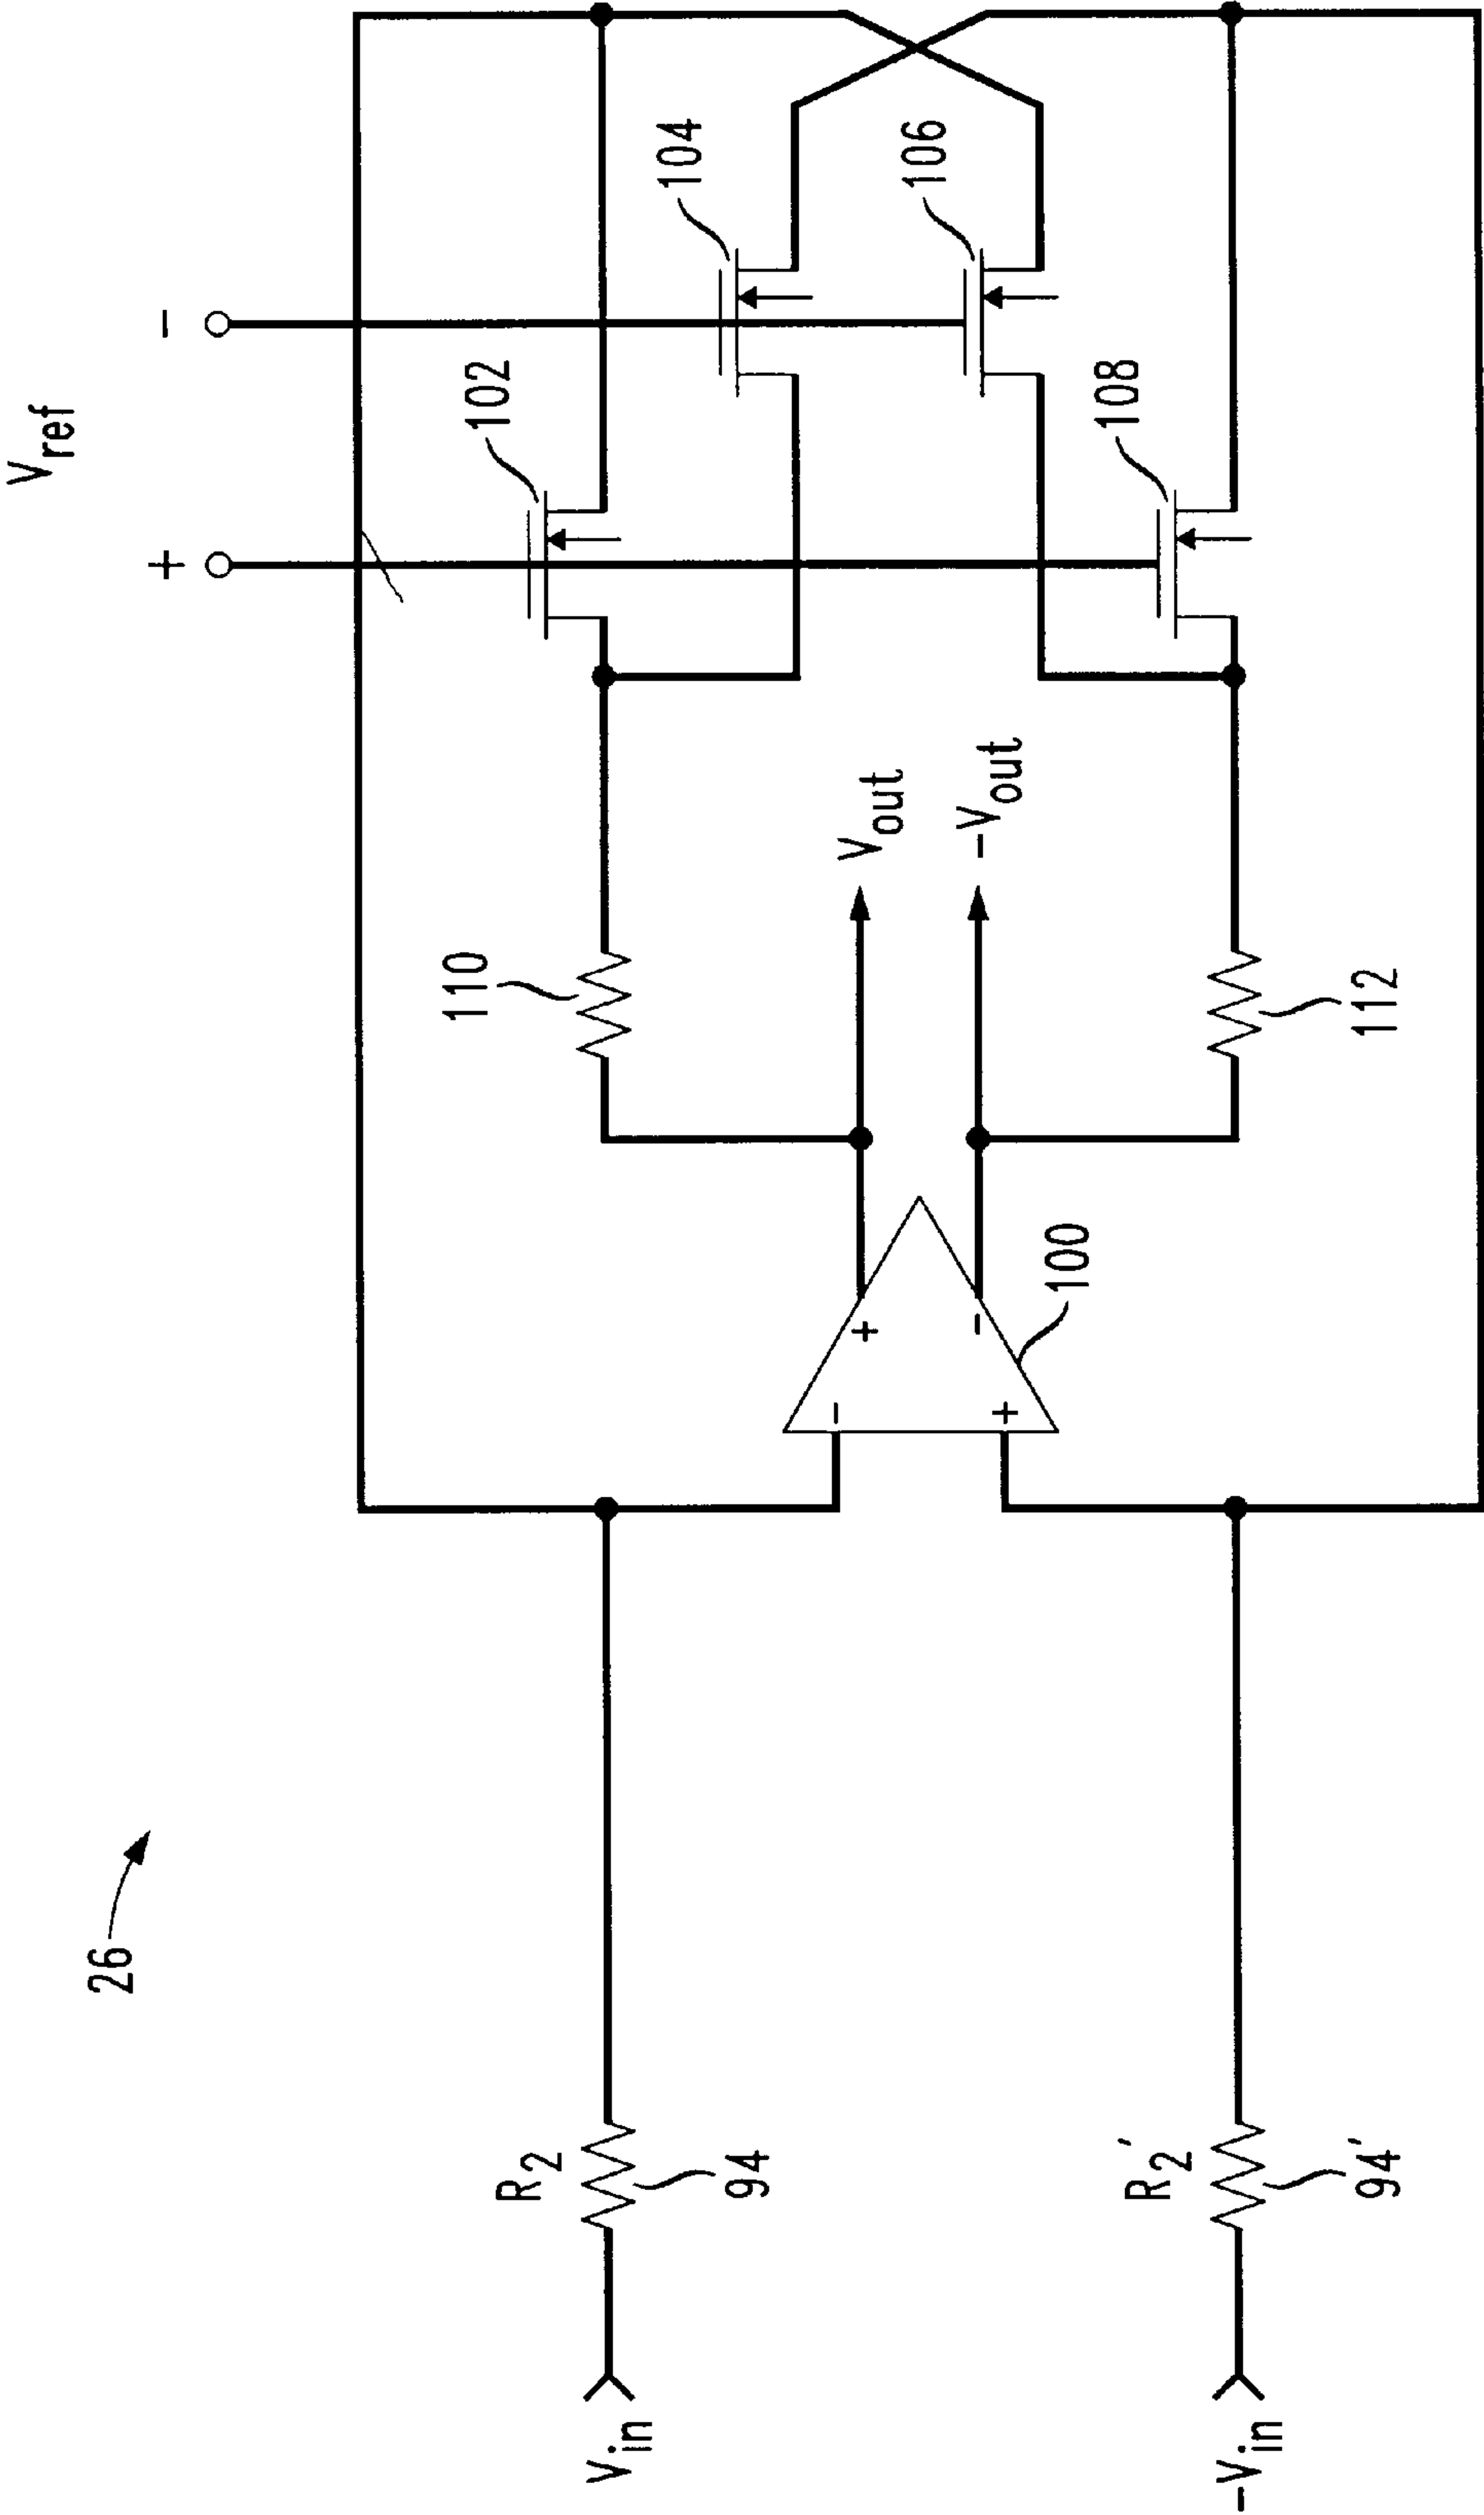 26
V_ref
+
-
102
104
106
108
110
V_out
-V_out
112
-
+
+
-
100
R_2
94
V_in
R_2'
94'
-V_in